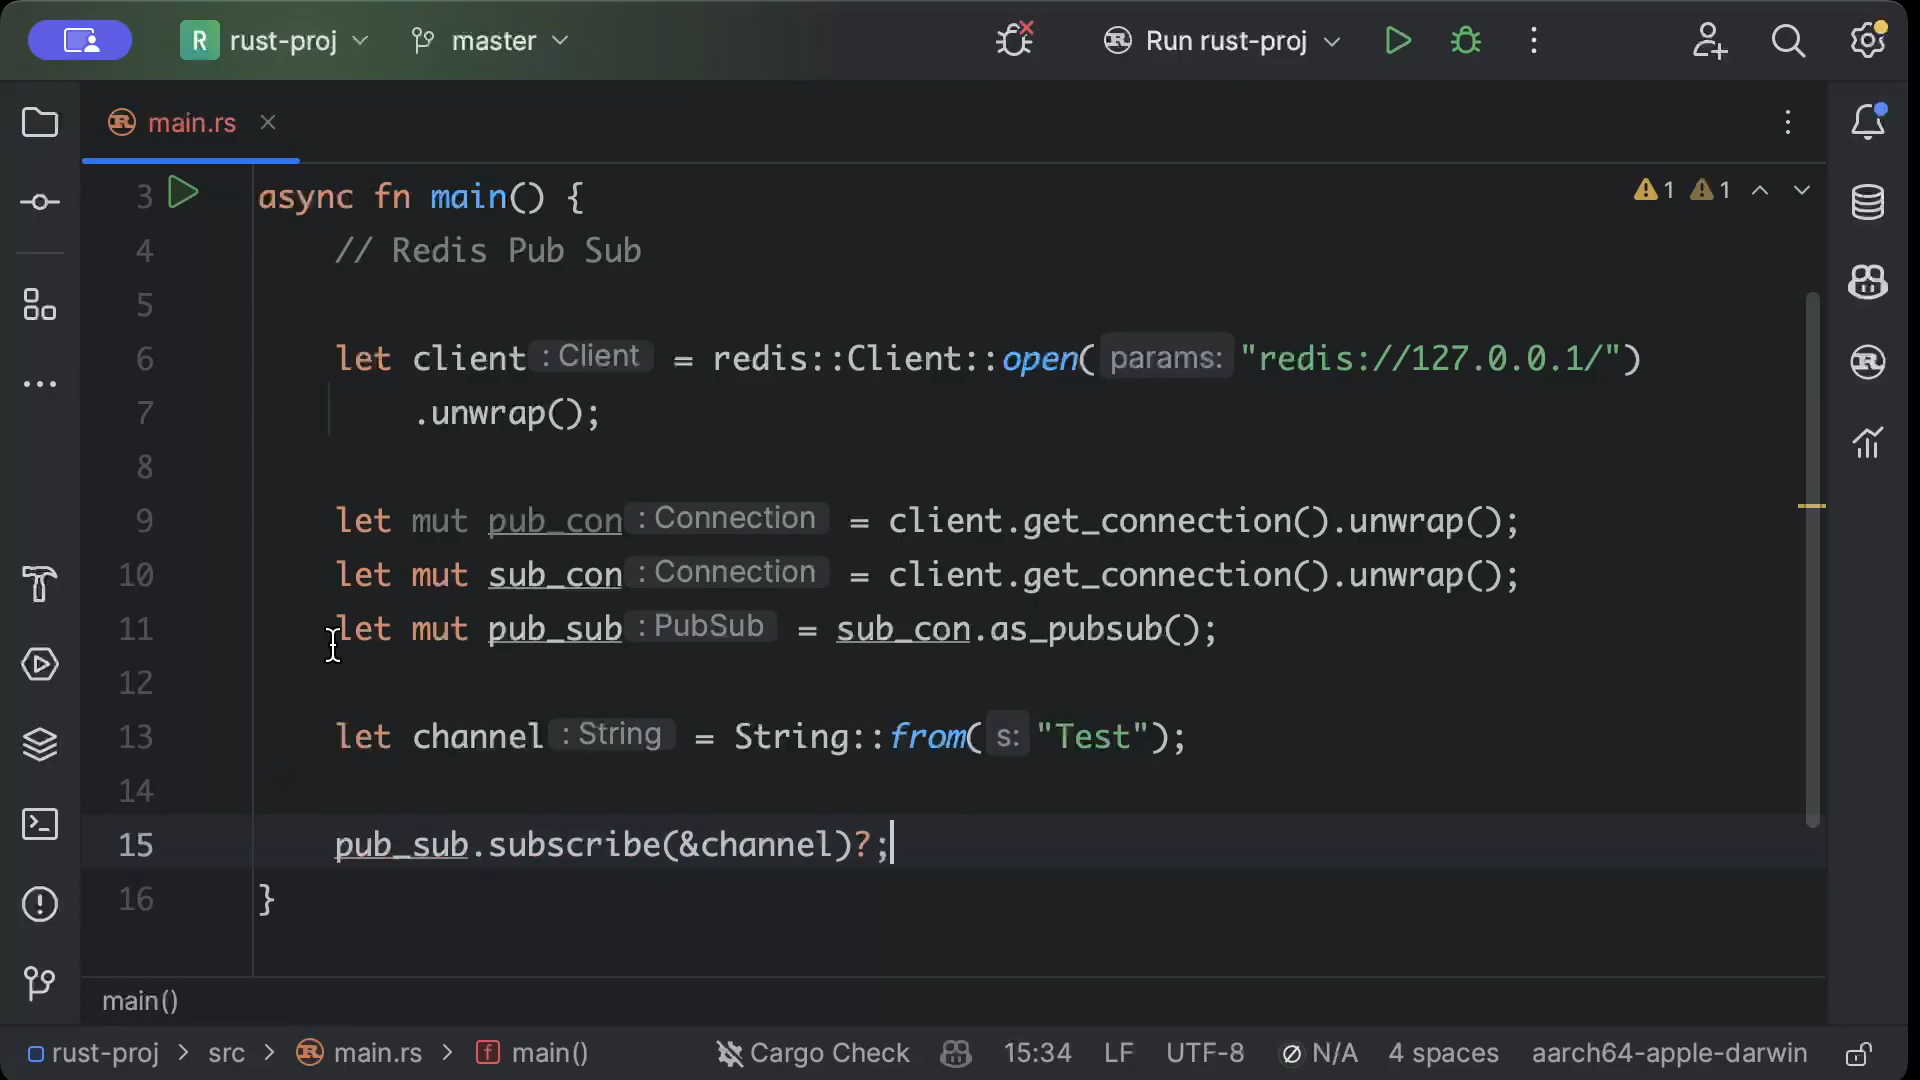 R rust-proj master Run rust-proj
main.rs
3 async fn main() { 1 1
4 // Redis Pub Sub
5
6 let client : Client = redis::Client::open( params: "redis://127.0.0.1/")
7 .unwrap();
8
9 let mut pub_con : Connection = client.get_connection().unwrap();
10 let mut sub_con : Connection = client.get_connection().unwrap();
11 let mut pub_sub : PubSub = sub_con.as_pubsub();
12
13 let channel : String = String::from( s: "Test");
14
15 pub_sub.subscribe(&channel)?;
16 }
main()
rust-proj > src > main.rs > f main() Cargo Check 15:34 LF UTF-8 N/A 4 spaces aarch64-apple-darwin